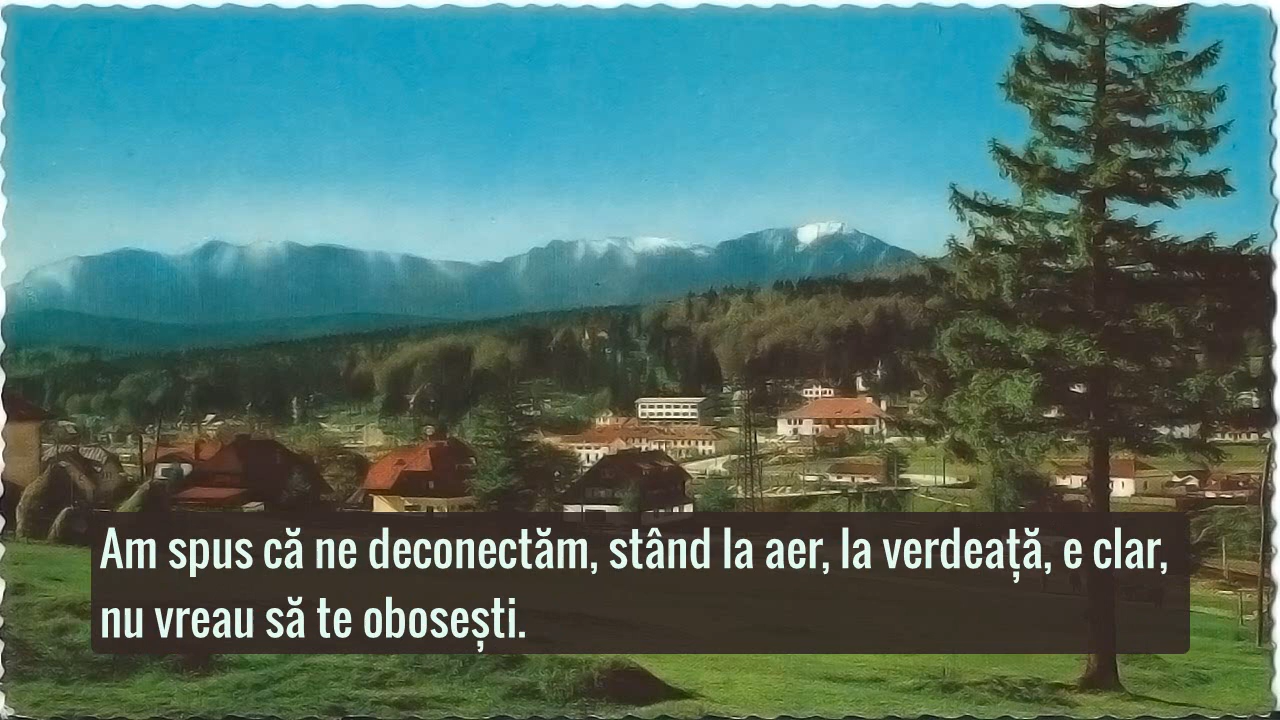 Am spus că ne deconectăm, stând la aer, la verdeață, e clar,
nu vreau să te obosești.